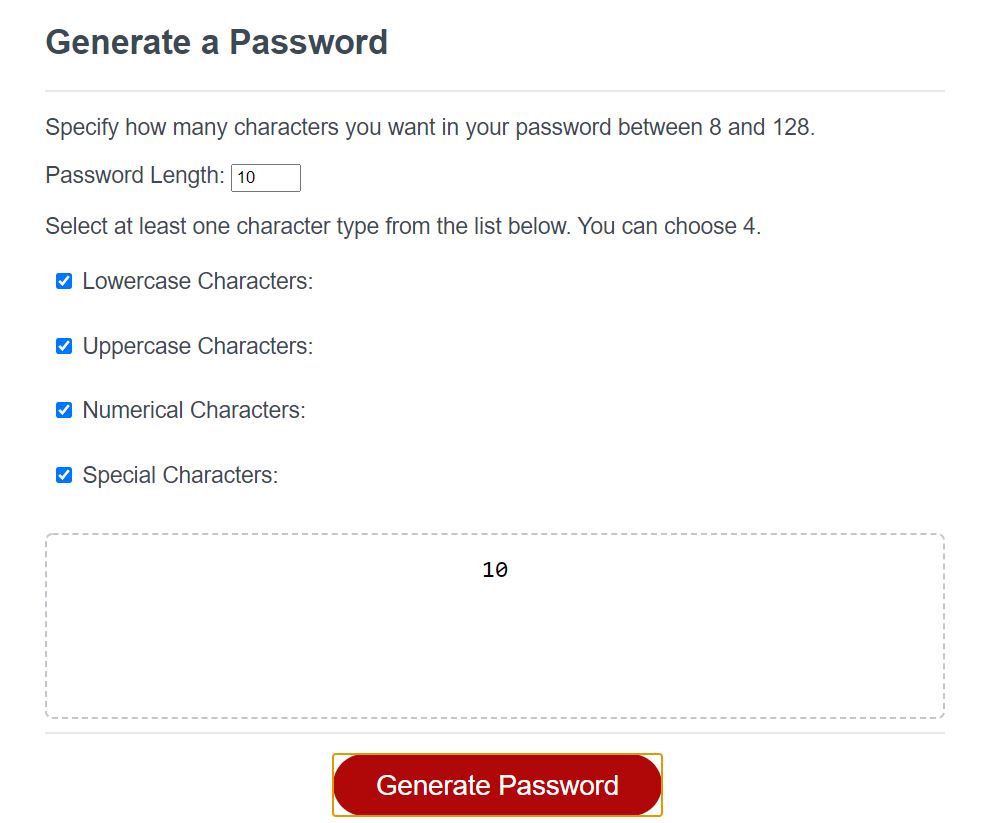 Generate a Password
Specify how many characters you want in your password between 8 and 128.
Password Length: 10
Select at least one character type from the list below. You can choose 4.
Lowercase Characters:
Uppercase Characters:
Numerical Characters:
Special Characters:
10
Generate Password